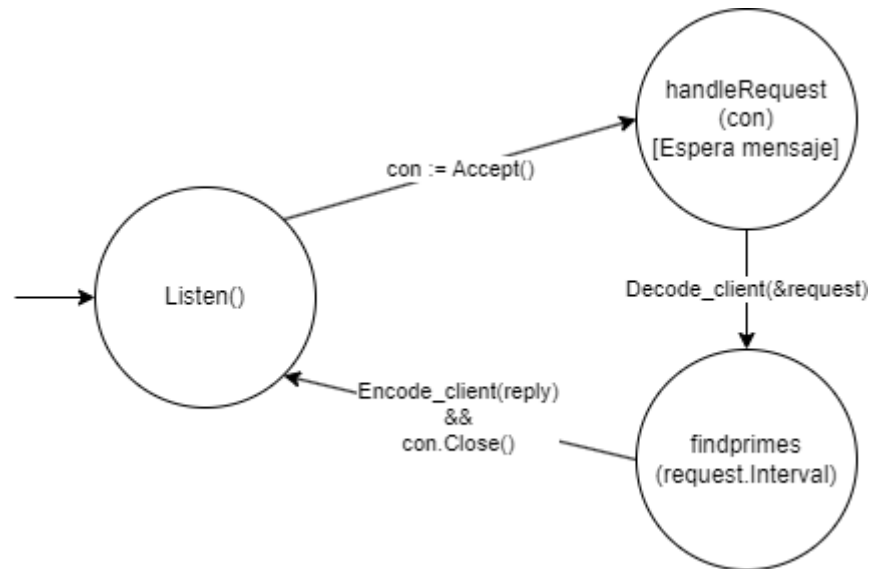 handleRequest
(con)
[Espera mensaje]
con := Accept()
Listen()
Decode_client(&request)
Encode_client(reply)
&&
con.Close()
findprimes
(request.Interval)